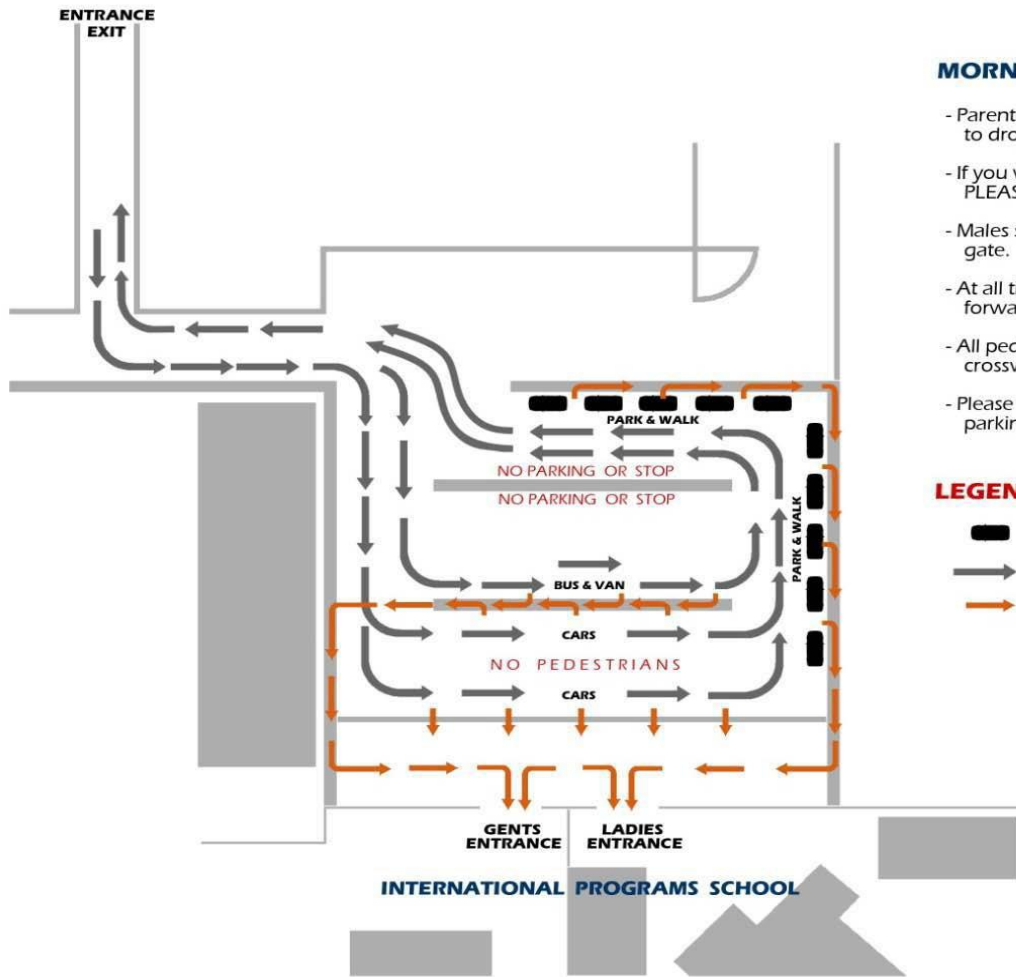 ENTRANCE
EXIT
MORN
- Parent
to dro
- If you
PLEAS
- Males
gate.
- At all t
forwa
- All pec
crossv
- Please
parkin
LEGEN
PARK & WALK
NO PARKING OR STOP
NO PARKING OR STOP
PARK & WALK
BUS & VAN
CARS
NO PEDESTRIANS
CARS
GENTS
ENTRANCE
LADIES
ENTRANCE
INTERNATIONAL PROGRAMS SCHOOL